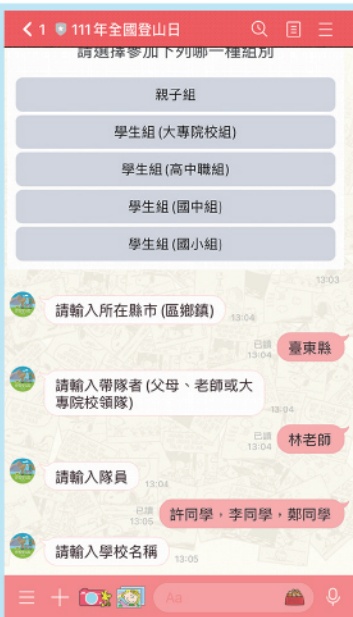 1 111年全國登山日
請選擇參加下列哪一種組別
親子組
學生組(大專院校組)
學生組(高中職組)
學生組(國中組)
學生組(國小組)
13:03
請輸入所在縣市(區鄉鎮)
13:04
已讀
13:04
臺東縣
請輸入帶隊者(父母、老師或大
專院校領隊)
13:04
已讀
13:04
林老師
請輸入隊員
13:04
已讀
13:05
許同學，李同學，鄭同學
請輸入學校名稱
13:05
Aa